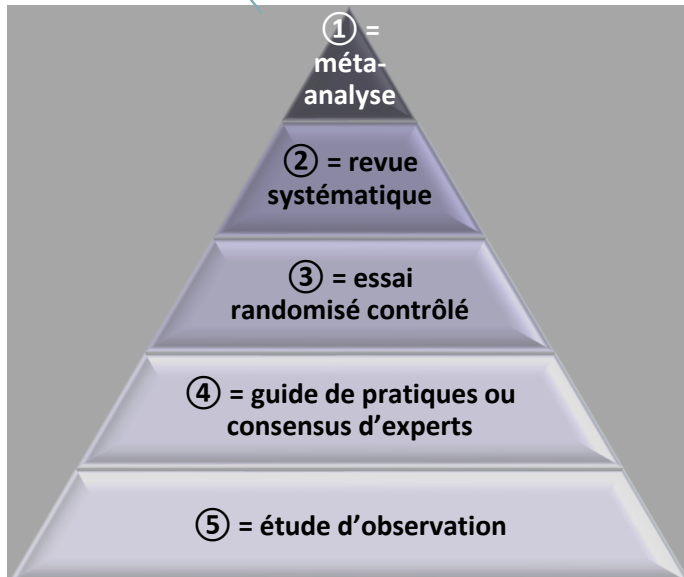 ① =
méta-
analyse
② = revue
systématique
③ = essai
randomisé contrôlé
④ = guide de pratiques ou
consensus d’experts
⑤ = étude d’observation